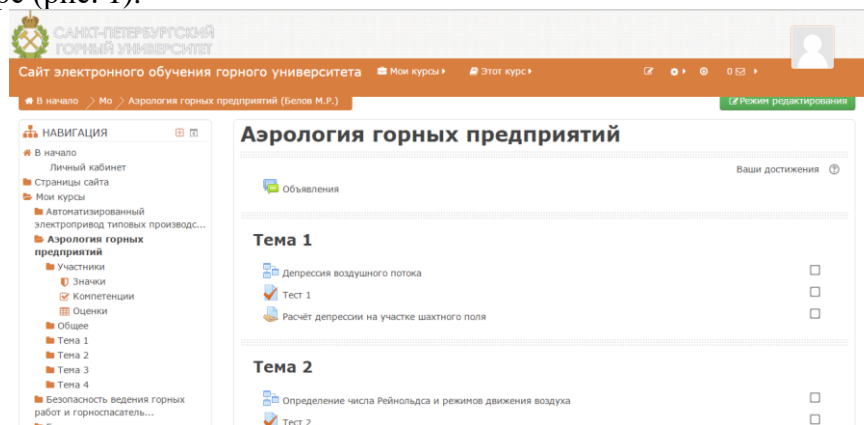 (рис. 1).
САНКТ-ПЕТЕРБУРГСКИЙ
ГОРНЫЙ УНИВЕРСИТЕТ
Сайт электронного обучения горного университета Мои курсы Этот курс 0
В начало Мо Аэрология горных предприятий (Белов М.Р.) Режим редактирования
НАВИГАЦИЯ
В начало
Личный кабинет
Страницы сайта
Мои курсы
Автоматизированный
электропривод типовых производс...
Аэрология горных
предприятий
Участники
Значки
Компетенции
Оценки
Общее
Тема 1
Тема 2
Тема 3
Тема 4
Безопасность ведения горных
работ и горноспасатель...
Аэрология горных предприятий
Ваши достижения
Объявления
Тема 1
Депрессия воздушного потока
Тест 1
Расчёт депрессии на участке шахтного поля
Тема 2
Определение числа Рейнольдса и режимов движения воздуха
Тест 2